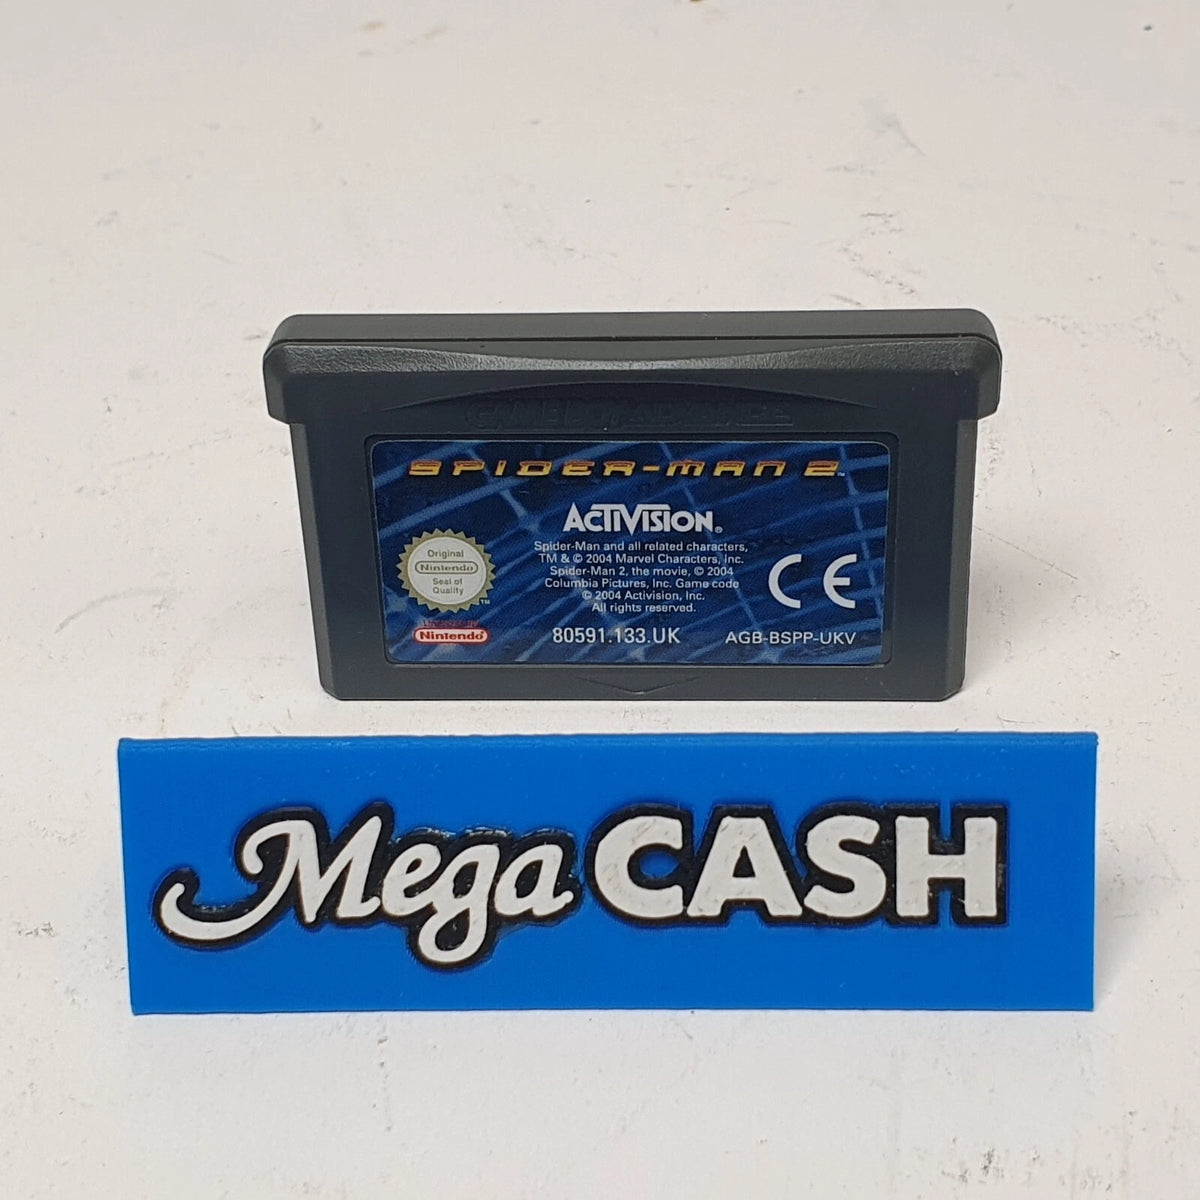 GAME BOY ADVANCE
SPIDER-MAN 2™
ACTIVISION®
Original
Nintendo
Seal of
Quality
™
Spider-Man and all related characters,
TM & © 2004 Marvel Characters, Inc.
Spider-Man 2, the movie, © 2004
Columbia Pictures, Inc. Game code
© 2004 Activision, Inc.
All rights reserved.
CE
Nintendo®
80591.133.UK
AGB-BSPP-UKV
Mega CASH